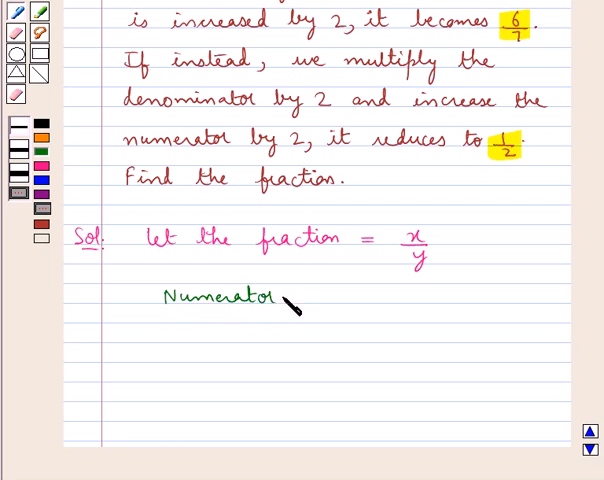 is increased by 2, it becomes 6/7.
If instead, we multiply the
denominator by 2 and increase the
numerator by 2, it reduces to 1/2.
Find the fraction.
Sol: Let the fraction = x/y
Numerator